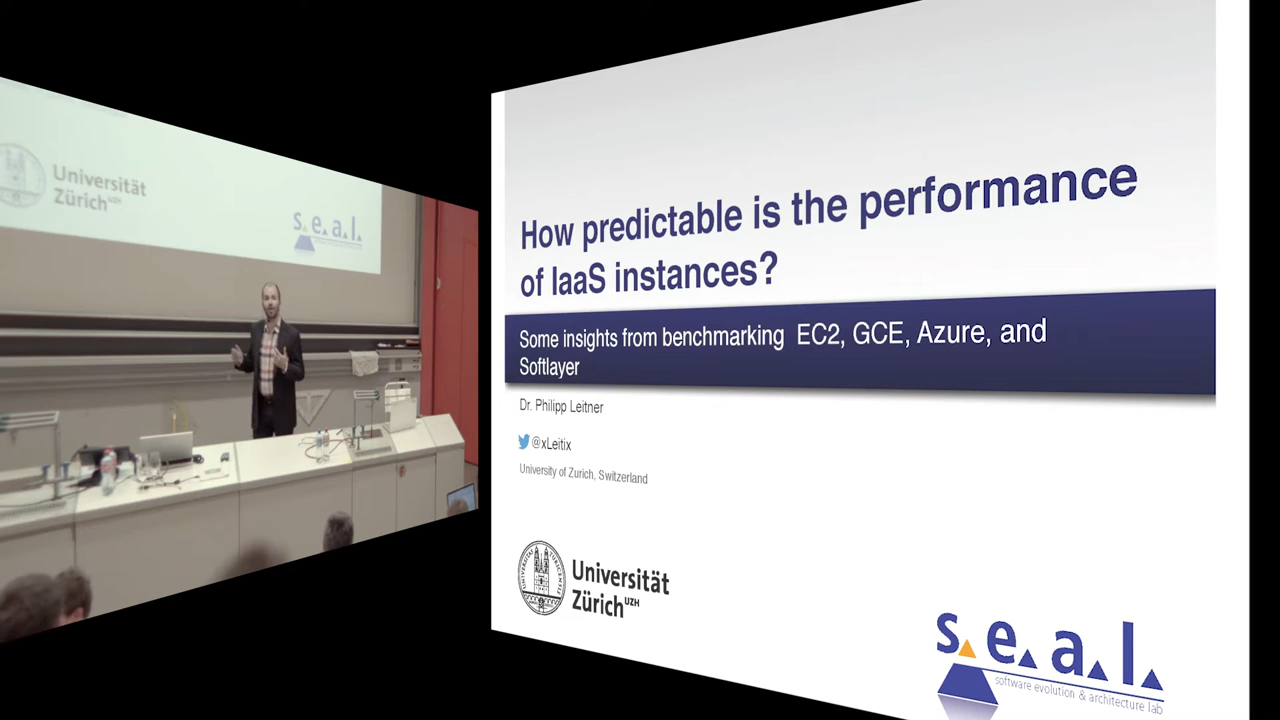 Universität
Zürich UZH
s.e.a.l.
How predictable is the performance
of IaaS instances?
Some insights from benchmarking EC2, GCE, Azure, and
Softlayer
Dr. Philipp Leitner
@xLeitix
University of Zurich, Switzerland
Universität
Zürich UZH
s.e.a.l.
software evolution & architecture lab